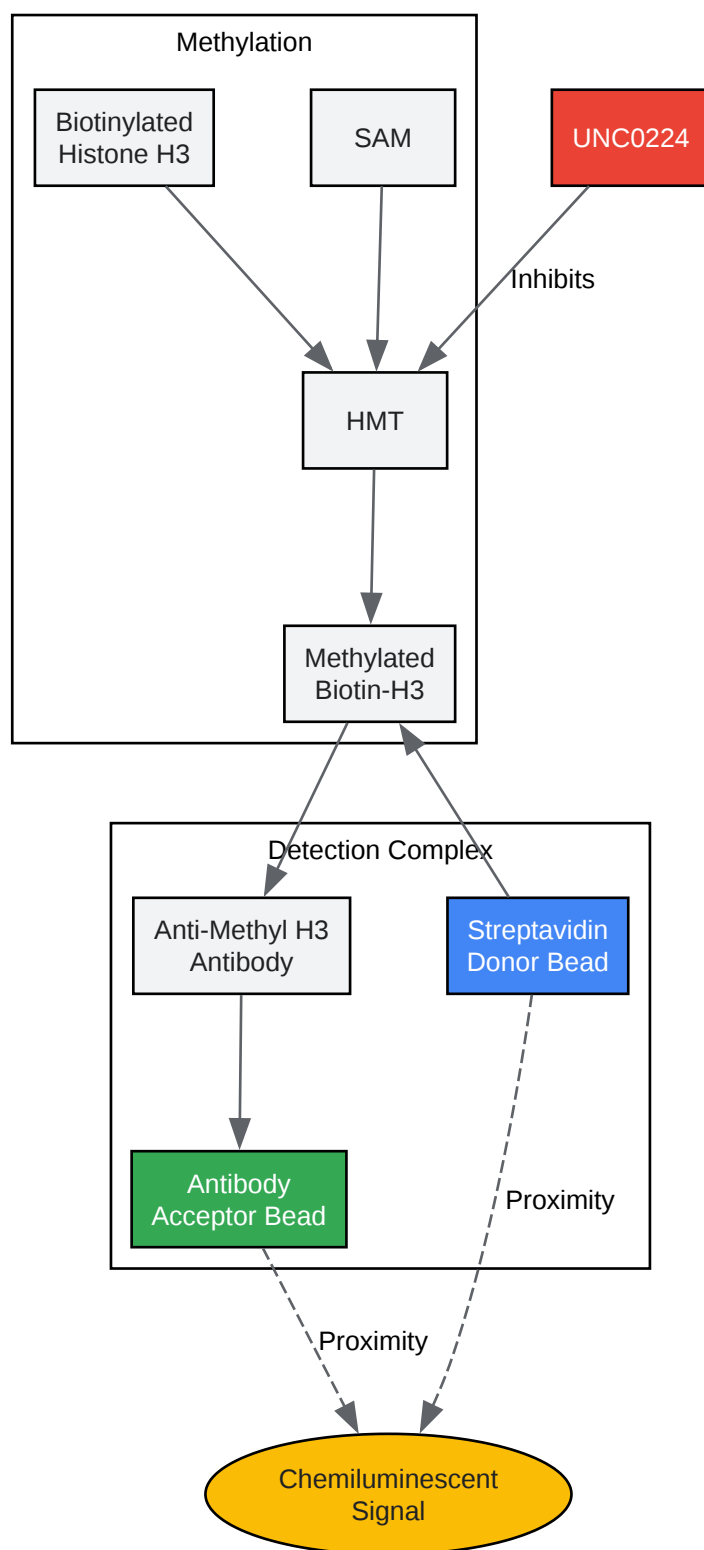 Methylation
Biotinylated
Histone H3
SAM
UNC0224
Inhibits
HMT
Methylated
Biotin-H3
Detection Complex
Anti-Methyl H3
Antibody
Streptavidin
Donor Bead
Antibody
Acceptor Bead
Proximity
Proximity
Chemiluminescent
Signal